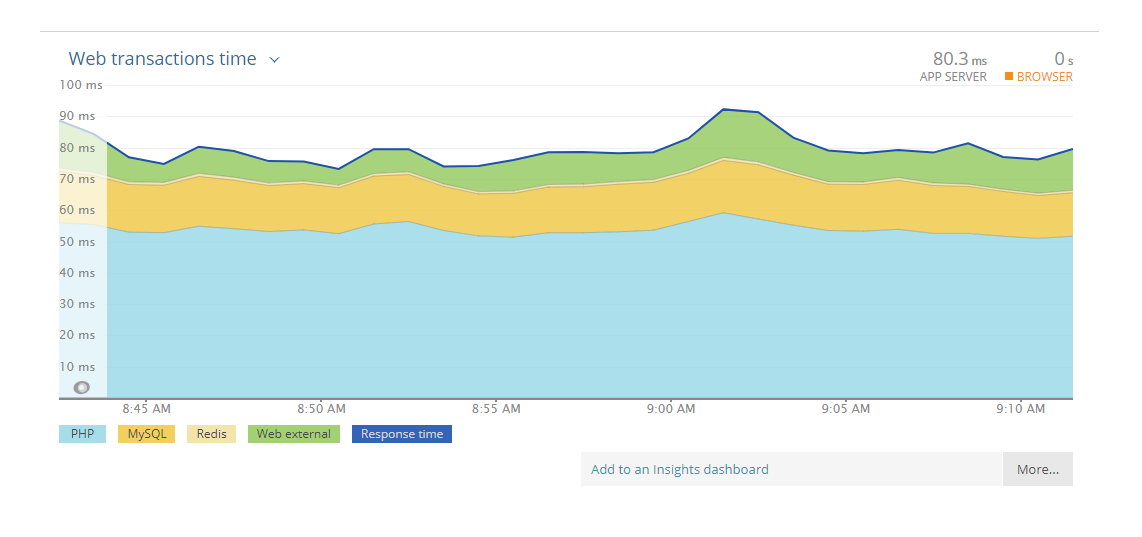 Web transactions time
80.3 ms
APP SERVER
0 s
BROWSER
100 ms
90 ms
80 ms
70 ms
60 ms
50 ms
40 ms
30 ms
20 ms
10 ms
8:45 AM 8:50 AM 8:55 AM 9:00 AM 9:05 AM 9:10 AM
PHP MySQL Redis Web external Response time
Add to an Insights dashboard More...